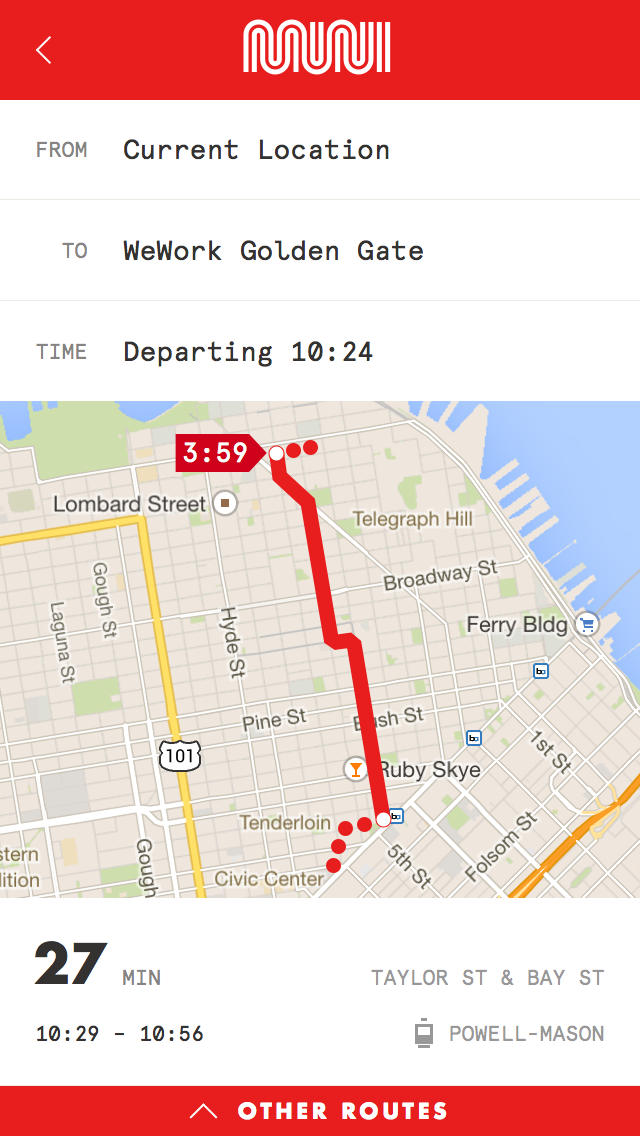 MUNI
FROM Current Location
TO WeWork Golden Gate
TIME Departing 10:24
3:59
Lombard Street
Telegraph Hill
Broadway St
Gough St
Laguna St
Hyde St
Ferry Bldg
Pine St
Bush St
101
1st St
Ruby Skye
Tenderloin
Folsom St
5th St
Gough
stern
ition
Civic Center
27 MIN
TAYLOR ST & BAY ST
10:29 – 10:56
POWELL-MASON
OTHER ROUTES